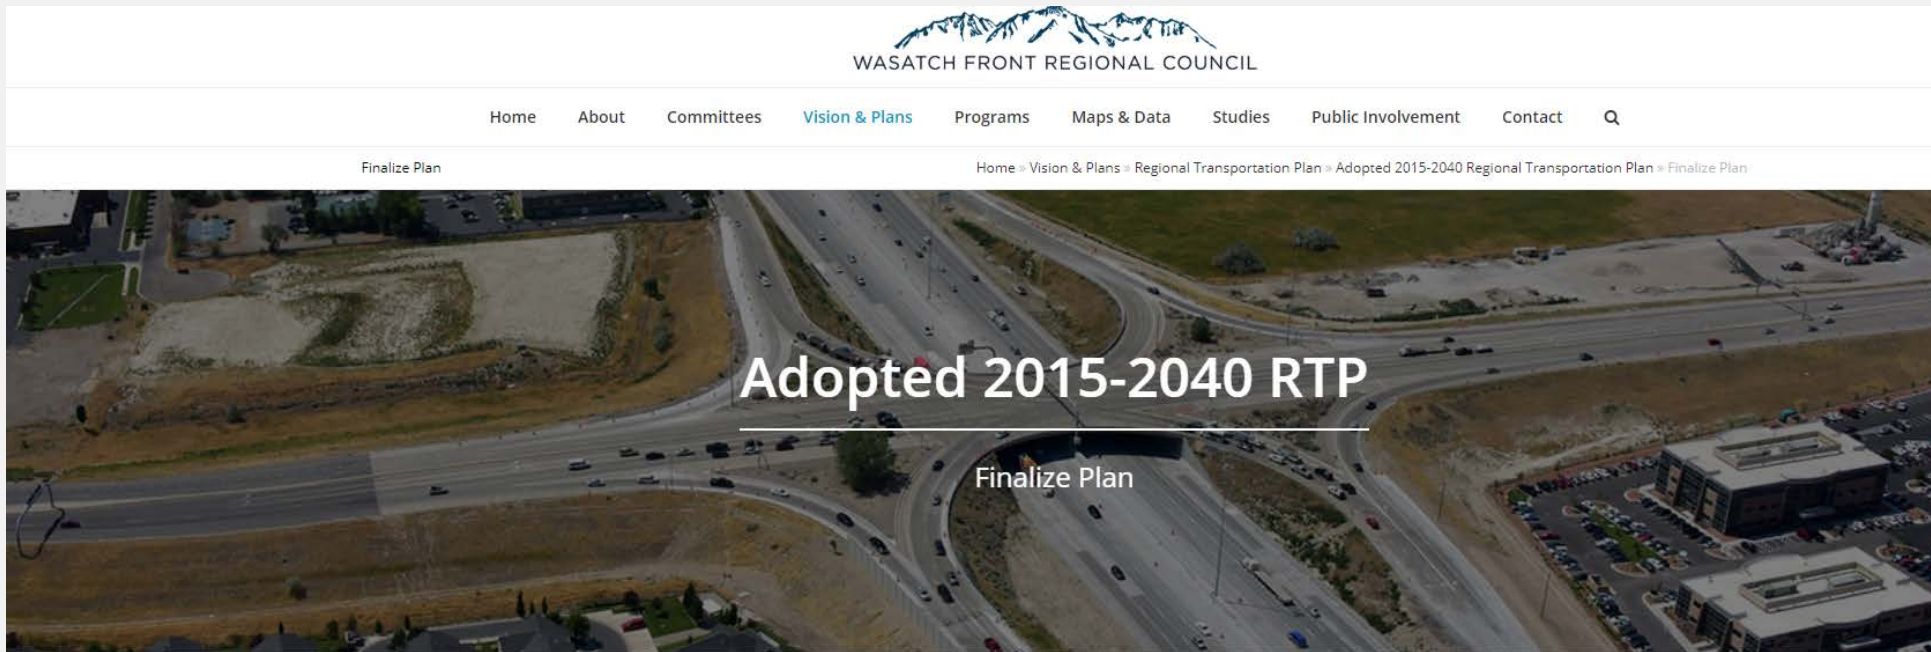 WASATCH FRONT REGIONAL COUNCIL
Home About Committees Vision & Plans Programs Maps & Data Studies Public Involvement Contact
Finalize Plan
Home » Vision & Plans » Regional Transportation Plan » Adopted 2015-2040 Regional Transportation Plan » Finalize Plan
Adopted 2015-2040 RTP
Finalize Plan